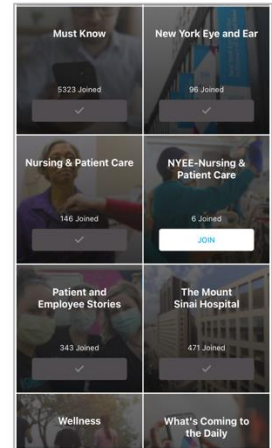 Must Know
New York Eye and Ear
5323 Joined
96 Joined
Nursing & Patient Care
NYEE-Nursing &
Patient Care
146 Joined
6 Joined
JOIN
Patient and
Employee Stories
The Mount
Sinai Hospital
343 Joined
471 Joined
Wellness
What's Coming to
the Daily